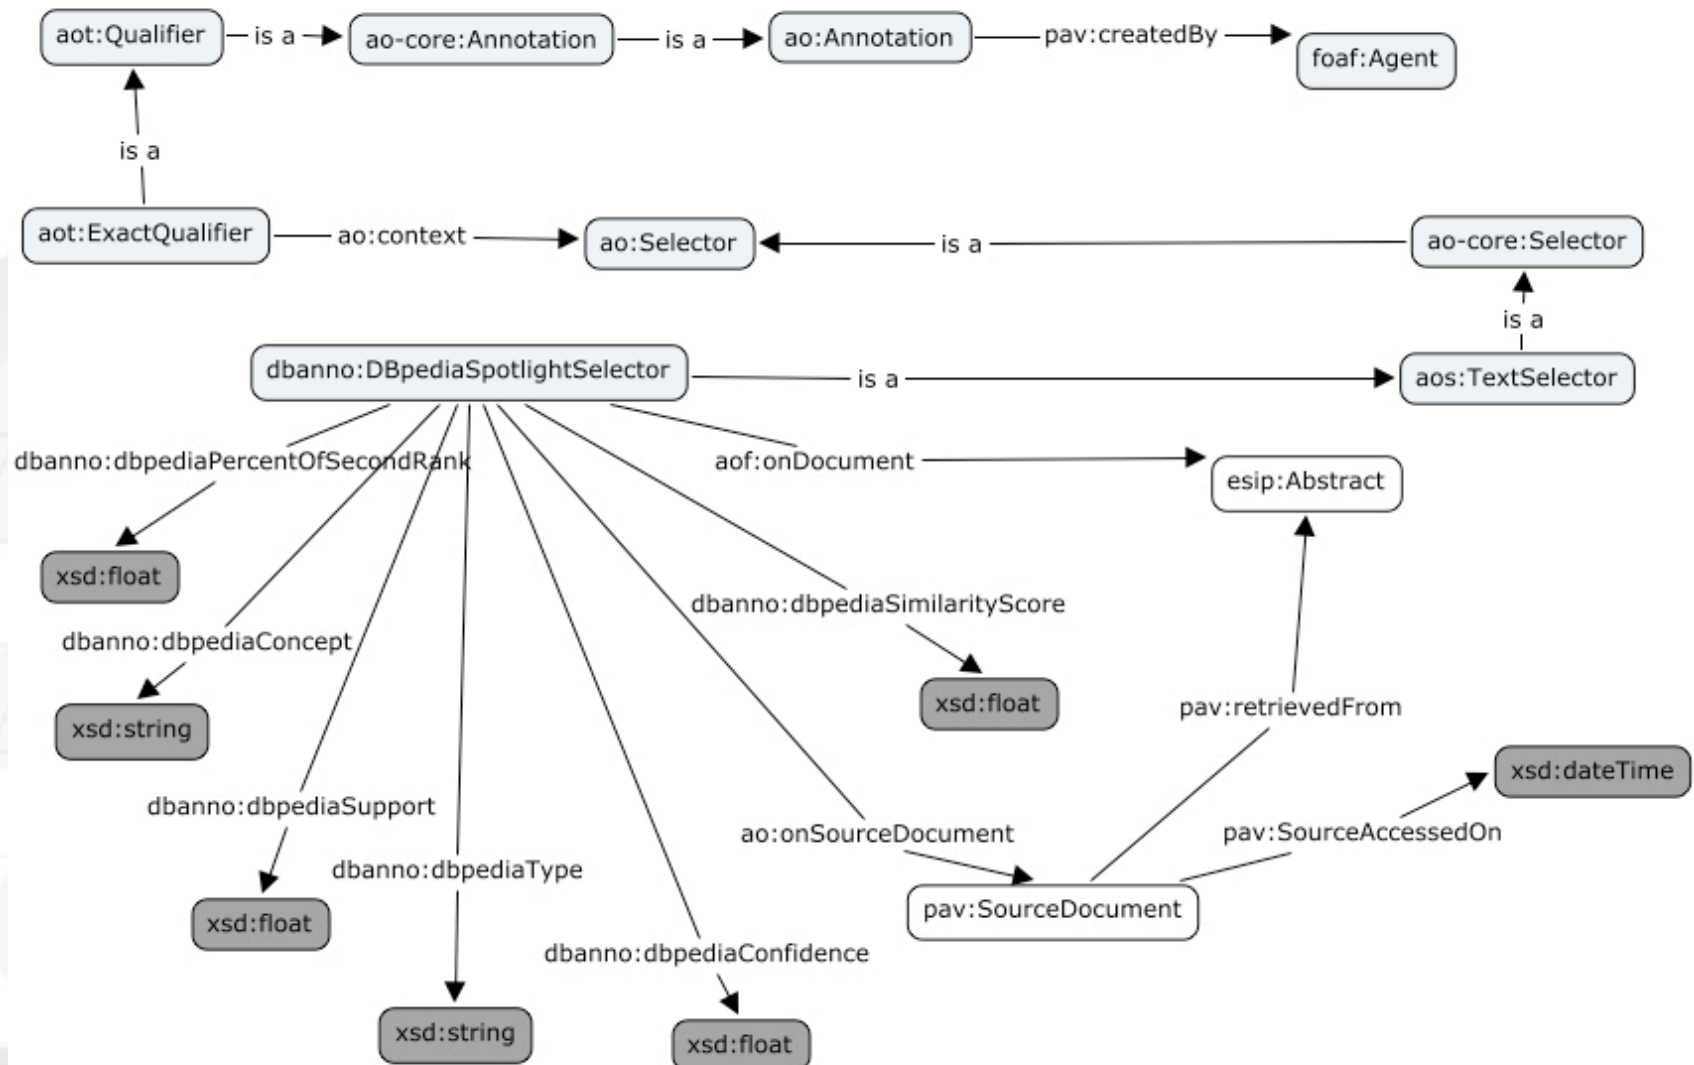 aot:Qualifier
is a
ao-core:Annotation
is a
ao:Annotation
pav:createdBy
foaf:Agent
is a
aot:ExactQualifier
ao:context
ao:Selector
is a
ao-core:Selector
is a
dbanno:DBpediaSpotlightSelector
is a
aos:TextSelector
dbanno:dbpediaPercentOfSecondRank
aof:onDocument
esip:Abstract
xsd:float
dbanno:dbpediaSimilarityScore
dbanno:dbpediaConcept
xsd:float
pav:retrievedFrom
xsd:string
xsd:dateTime
dbanno:dbpediaSupport
ao:onSourceDocument
pav:SourceAccessedOn
dbanno:dbpediaType
pav:SourceDocument
xsd:float
dbanno:dbpediaConfidence
xsd:string
xsd:float